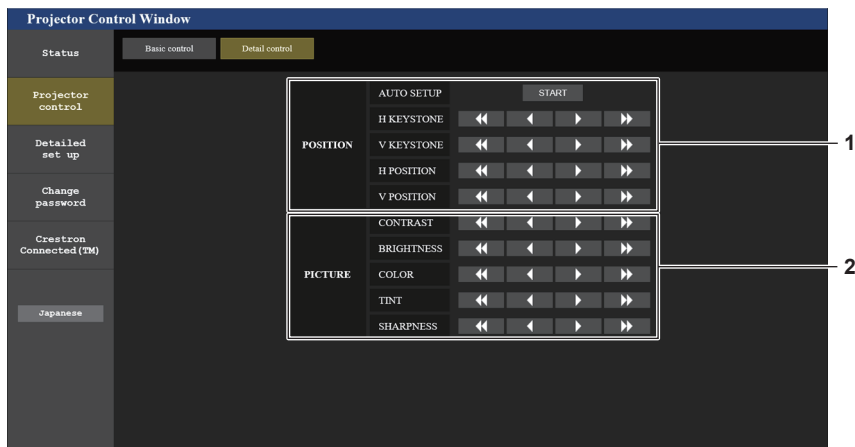 Projector Control Window
Status
Basic control
Detail control
Projector
control
Detailed
set up
Change
password
Crestron
Connected(TM)
Japanese
POSITION
AUTO SETUP
START
H KEYSTONE
V KEYSTONE
H POSITION
V POSITION
1
PICTURE
CONTRAST
BRIGHTNESS
COLOR
TINT
SHARPNESS
2